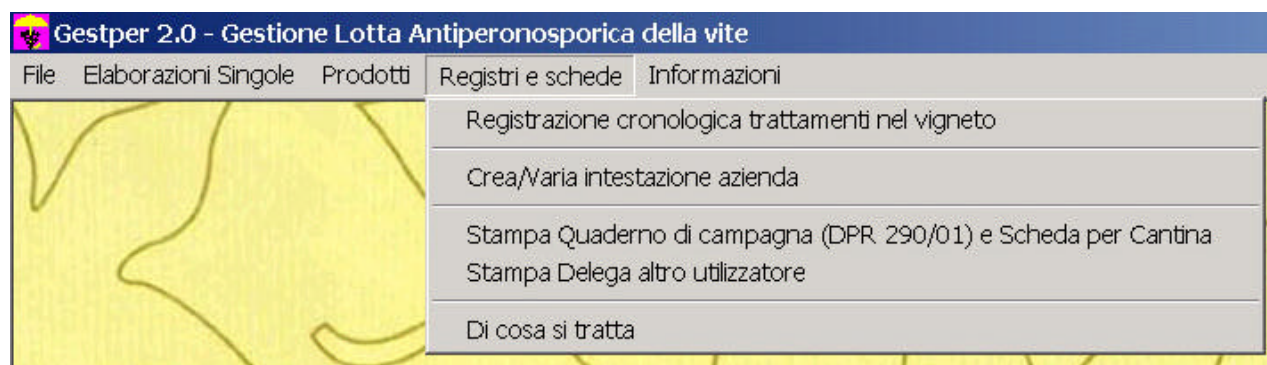 Gestper 2.0 - Gestione Lotta Antiperonosporica della vite
File Elaborazioni Singole Prodotti Registri e schede Informazioni
Registrazione cronologica trattamenti nel vigneto
Crea/Varia intestazione azienda
Stampa Quaderno di campagna (DPR 290/01) e Scheda per Cantina
Stampa Delega altro utilizzatore
Di cosa si tratta